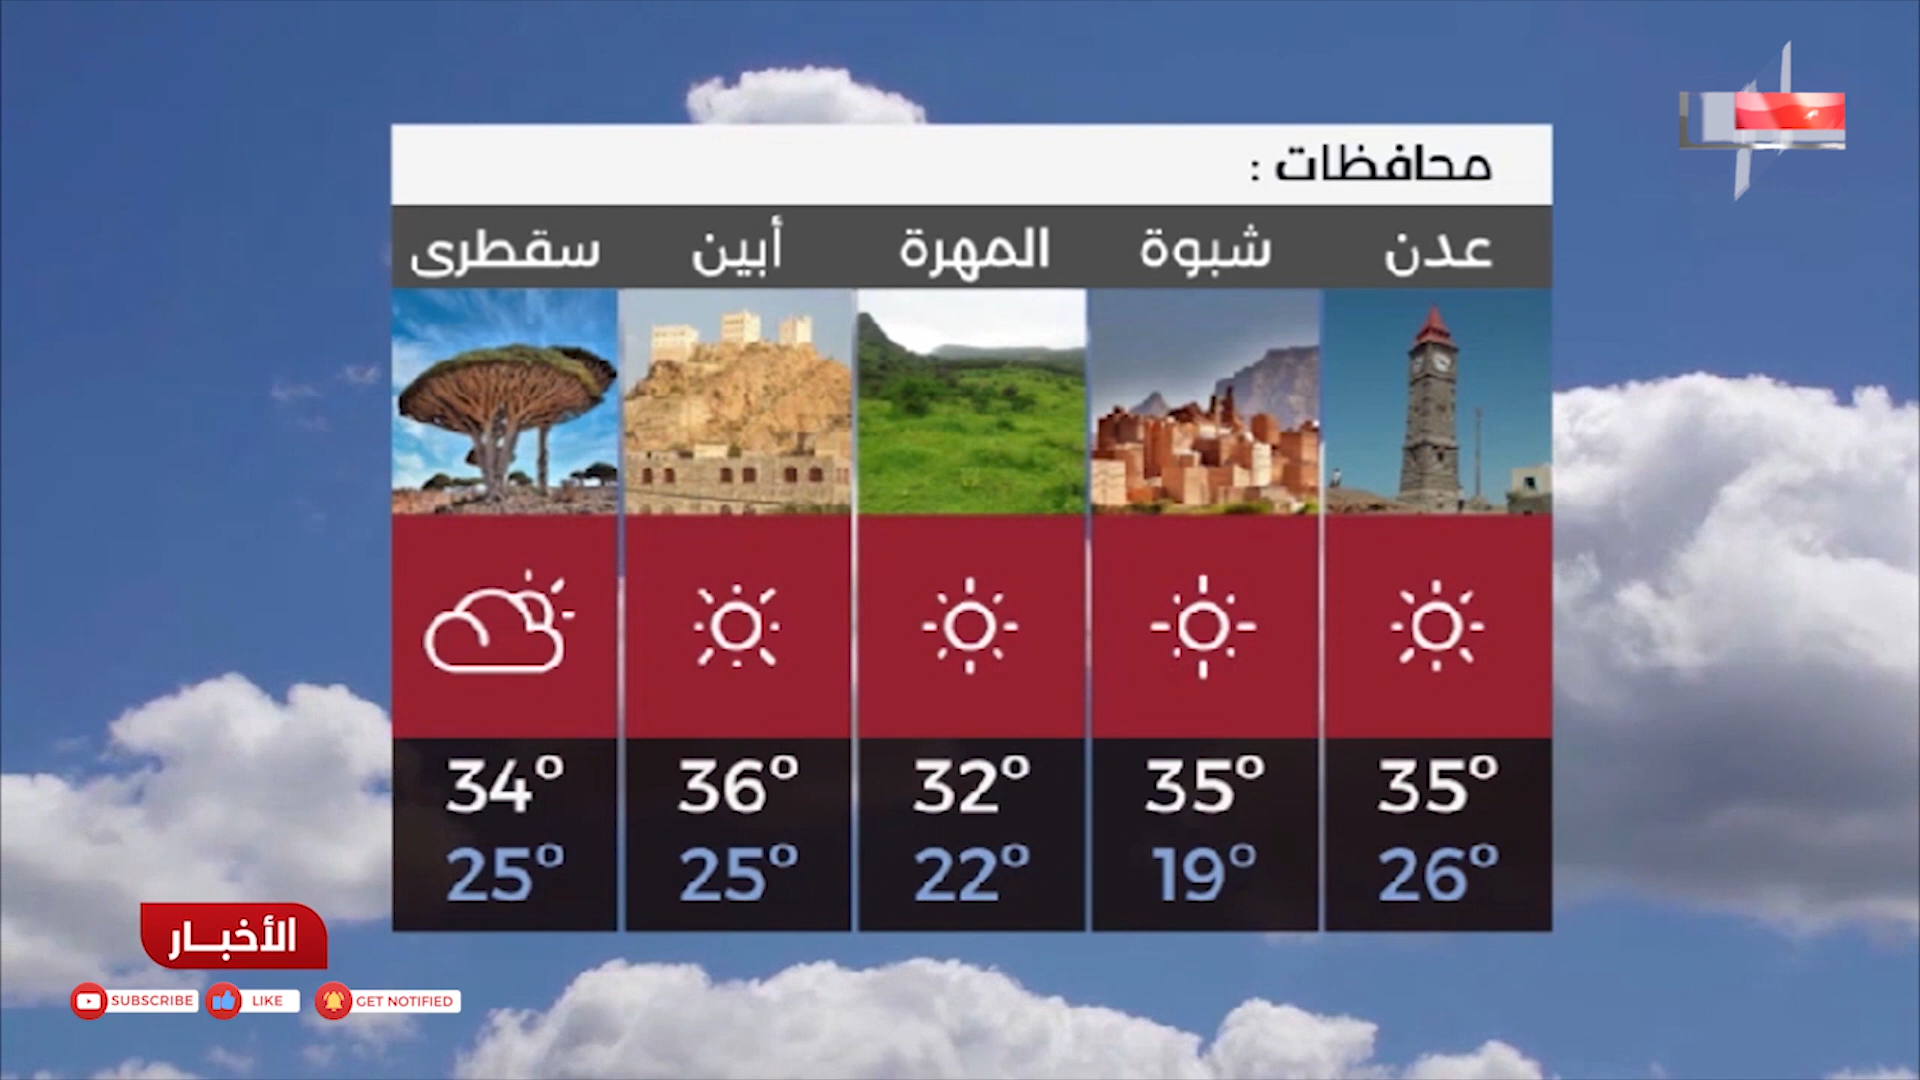 محافظات :
عدن شبوة المهرة أبين سقطرى
35° 35° 32° 36° 34°
26° 19° 22° 25° 25°
الأخبار
SUBSCRIBE LIKE GET NOTIFIED